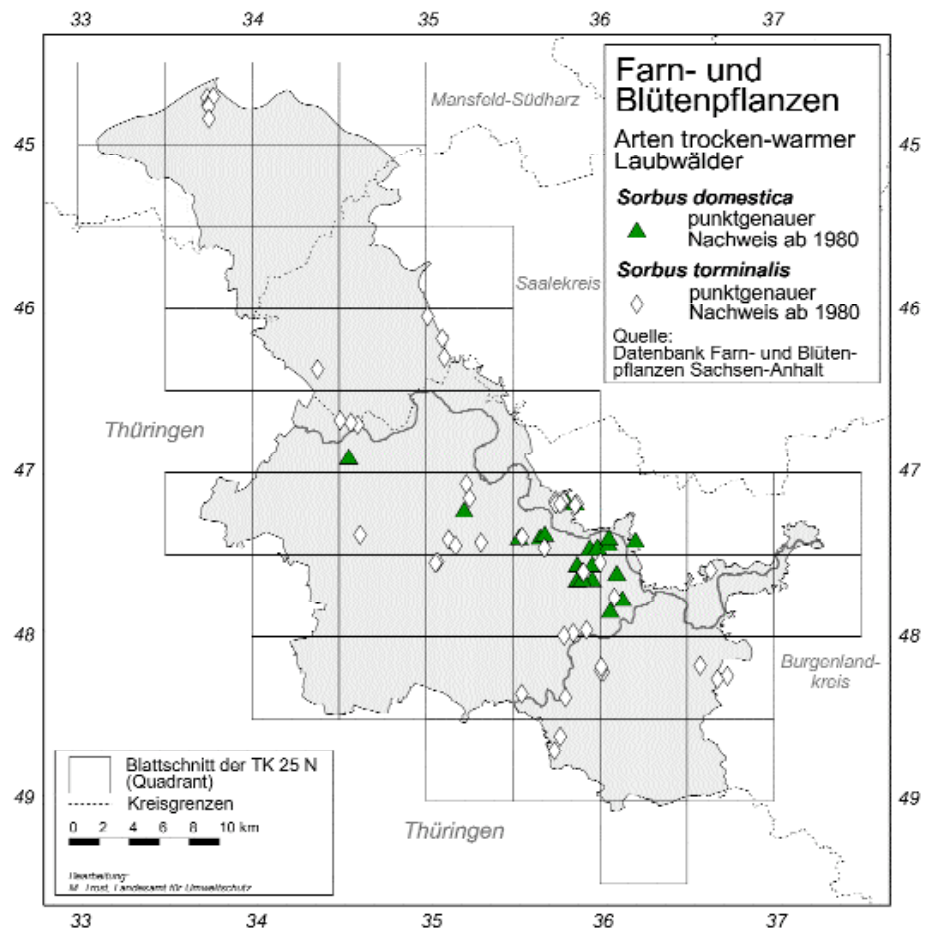 33 34 35 36 37
Farn- und
Blütenpflanzen
Arten trocken-warmer
Laubwälder
Sorbus domestica
punktgenauer
Nachweis ab 1980
Sorbus torminalis
punktgenauer
Nachweis ab 1980
Quelle:
Datenbank Farn- und Blüten-
pflanzen Sachsen-Anhalt
Mansfeld-Südharz
45 45
Saalekreis
46 46
Thüringen
47 47
48 48
Burgenland-
kreis
Blattschnitt der TK 25 N
(Quadrant)
Kreisgrenzen
0 2 4 6 8 10 km
Bearbeitung:
M. Trost, Landesamt für Umweltschutz
49 49
Thüringen
33 34 35 36 37